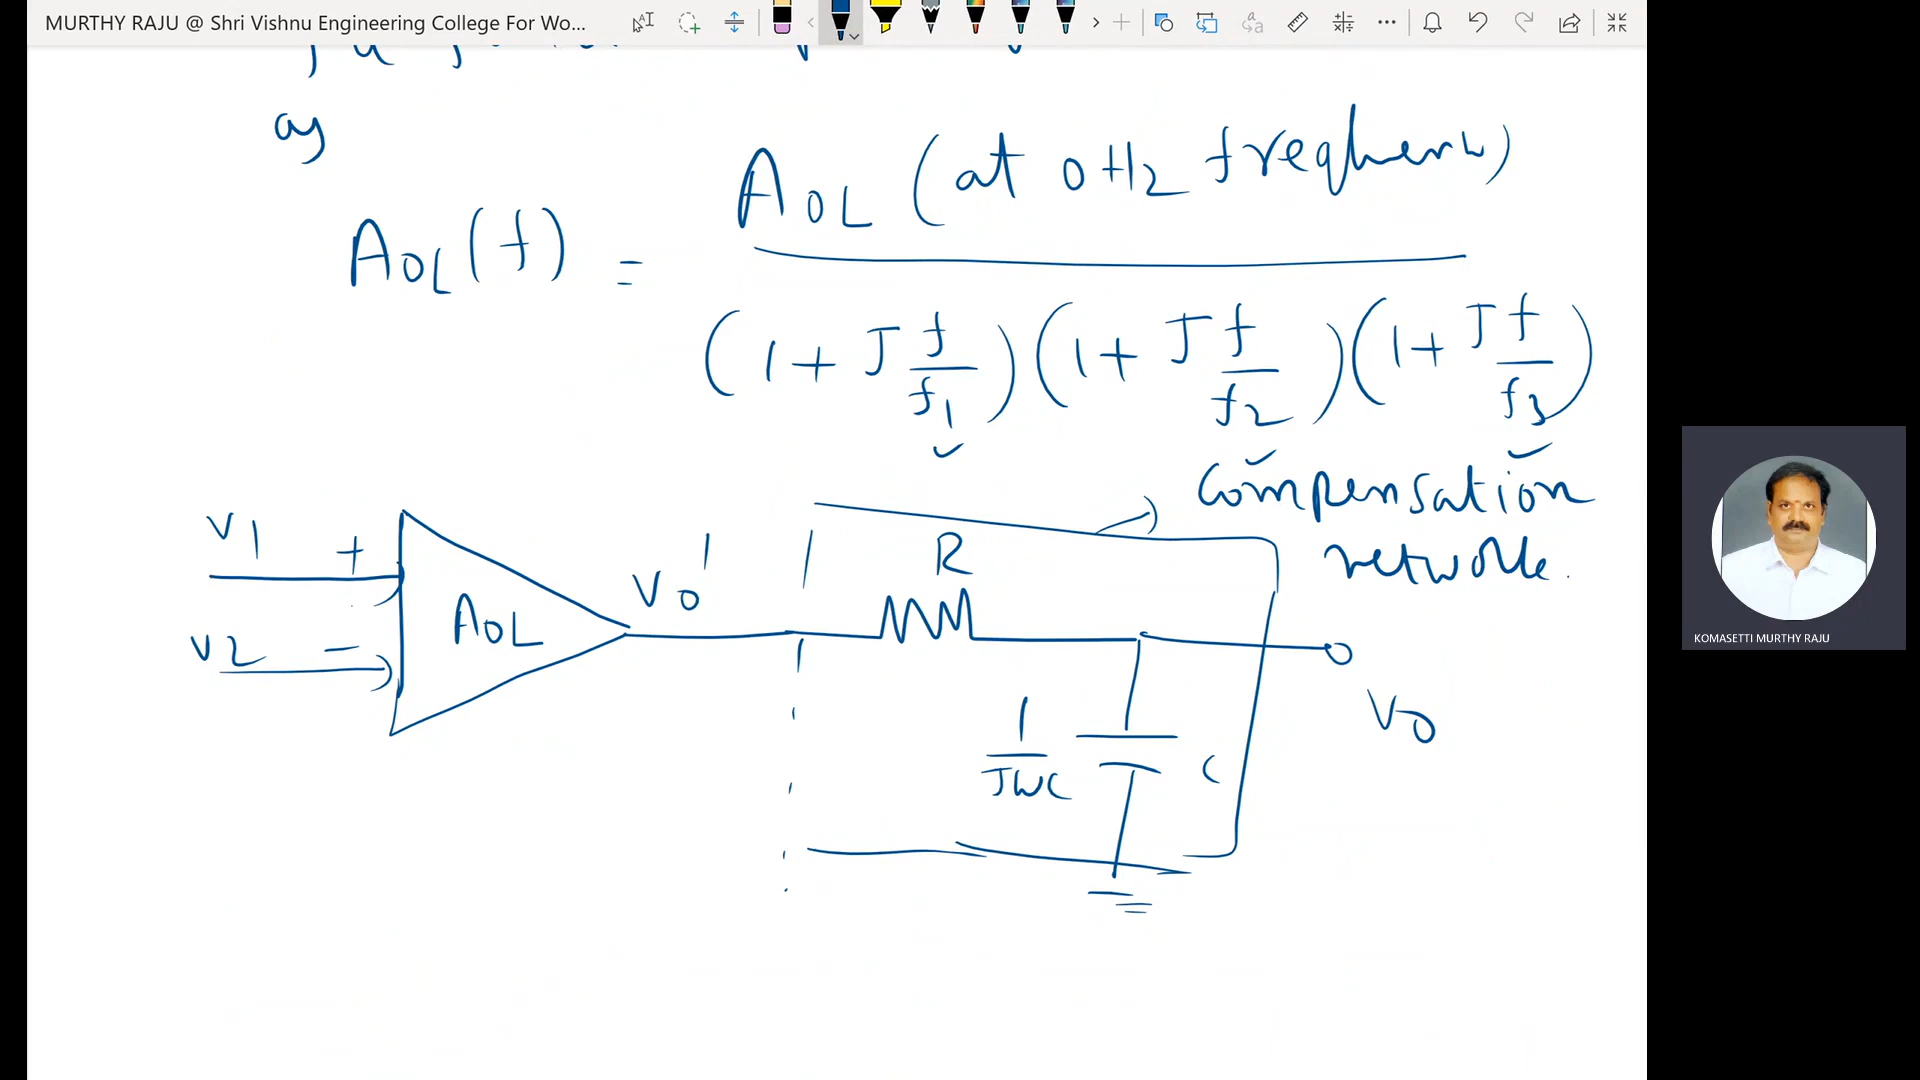 MURTHY RAJU @ Shri Vishnu Engineering College For Wo...
as
AOL(f) = AOL (at 0Hz frequency)
(1 + J f/f1)(1 + J f/f2)(1 + J f/f3)
Compensation
network.
V1 +
V2 -
AOL
Vo'
R
1/JWC
C
Vo
KOMASETTI MURTHY RAJU